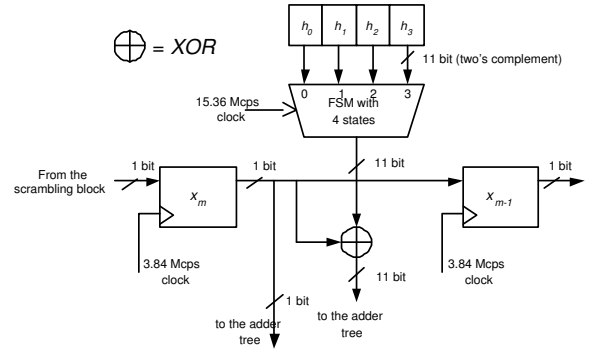 = XOR
h0 h1 h2 h3
11 bit (two's complement)
0 1 2 3
FSM with
4 states
15.36 Mcps
clock
11 bit
From the
scrambling block
1 bit
xm
1 bit
xm-1
1 bit
3.84 Mcps
clock
3.84 Mcps
clock
11 bit
1 bit
to the adder
tree
to the adder
tree